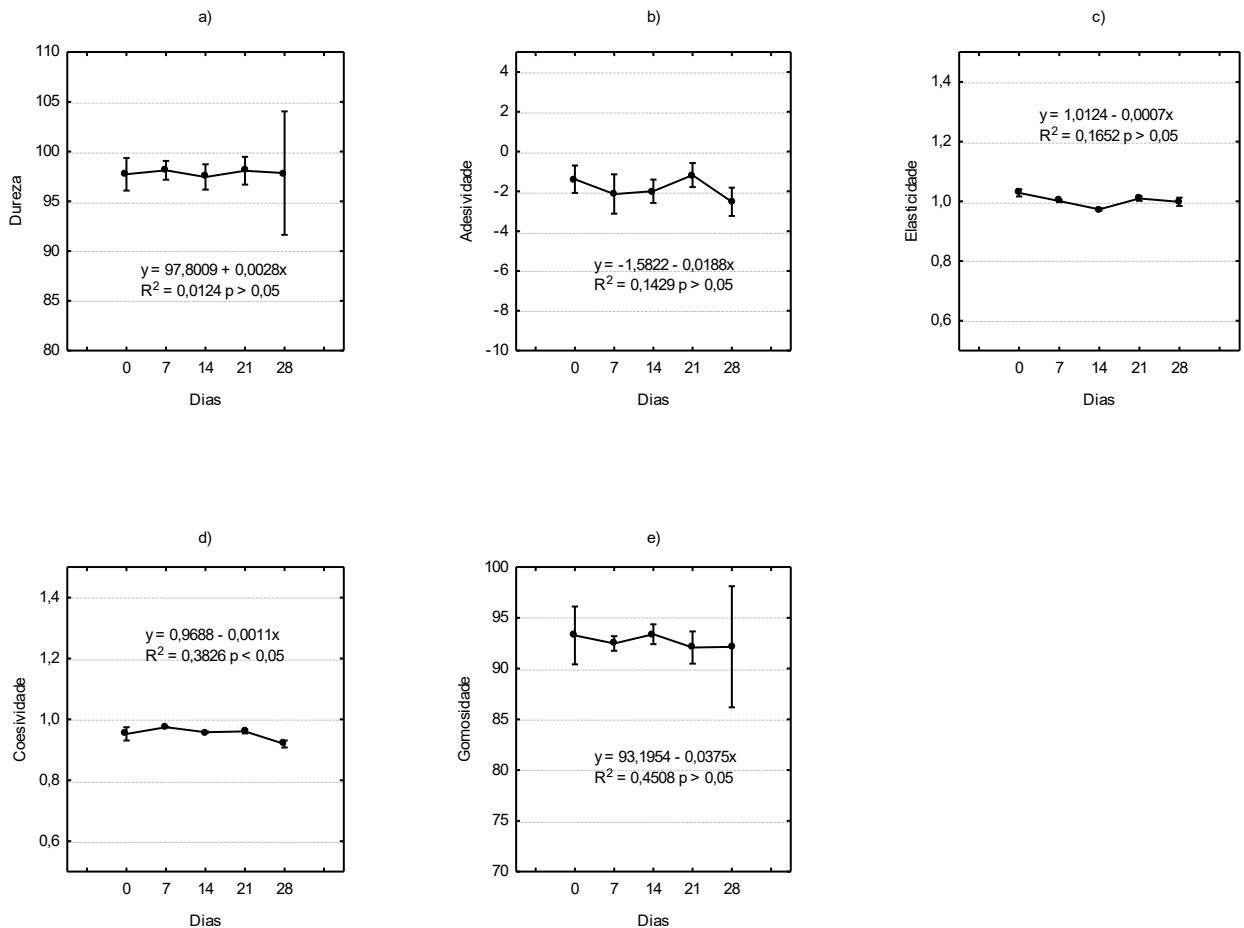 a)
110
105
100
95
90
85
80
Dureza
y = 97,8009 + 0,0028x
R2 = 0,0124 p > 0,05
0 7 14 21 28
Dias
b)
4
2
0
-2
-4
-6
-8
-10
Adesividade
y = -1,5822 - 0,0188x
R2 = 0,1429 p > 0,05
0 7 14 21 28
Dias
c)
1,4
1,2
1,0
0,8
0,6
Elasticidade
y = 1,0124 - 0,0007x
R2 = 0,1652 p > 0,05
0 7 14 21 28
Dias
d)
1,4
1,2
1,0
0,8
0,6
Coesividade
y = 0,9688 - 0,0011x
R2 = 0,3826 p < 0,05
0 7 14 21 28
Dias
e)
100
95
90
85
80
75
70
Gomosidade
y = 93,1954 - 0,0375x
R2 = 0,4508 p > 0,05
0 7 14 21 28
Dias